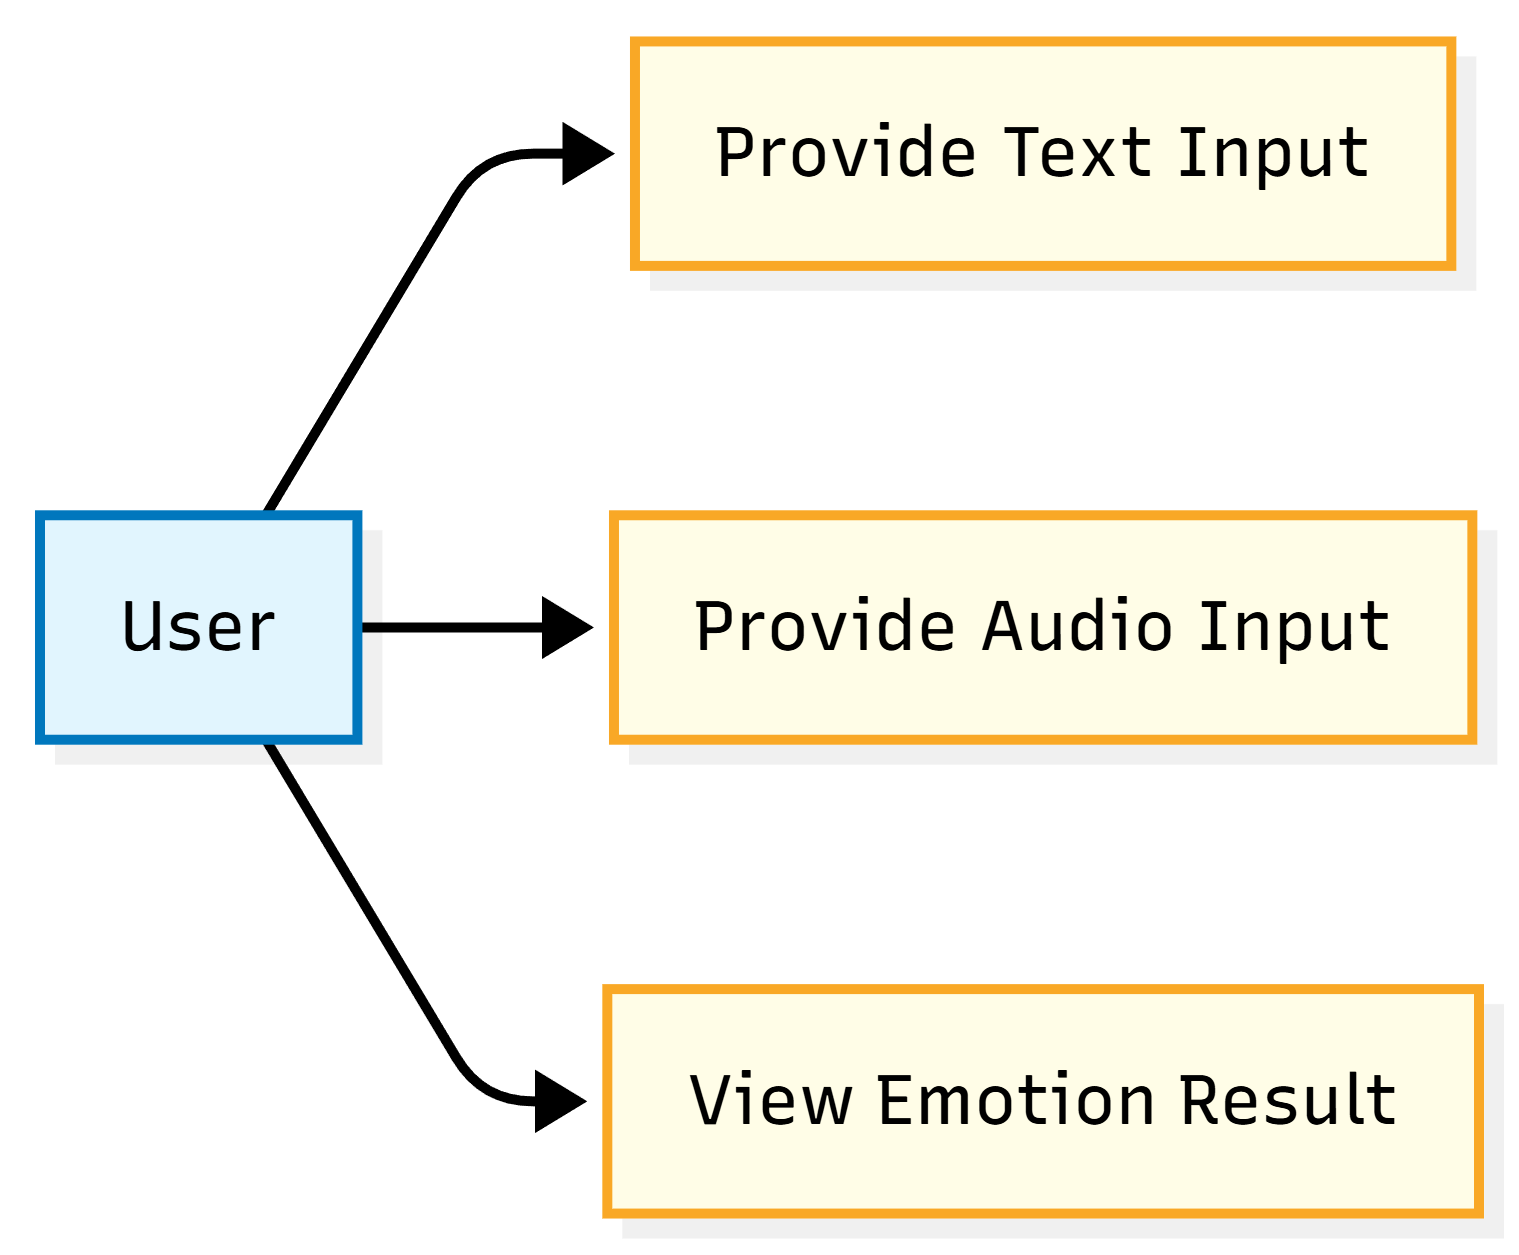 Provide Text Input
User
Provide Audio Input
View Emotion Result